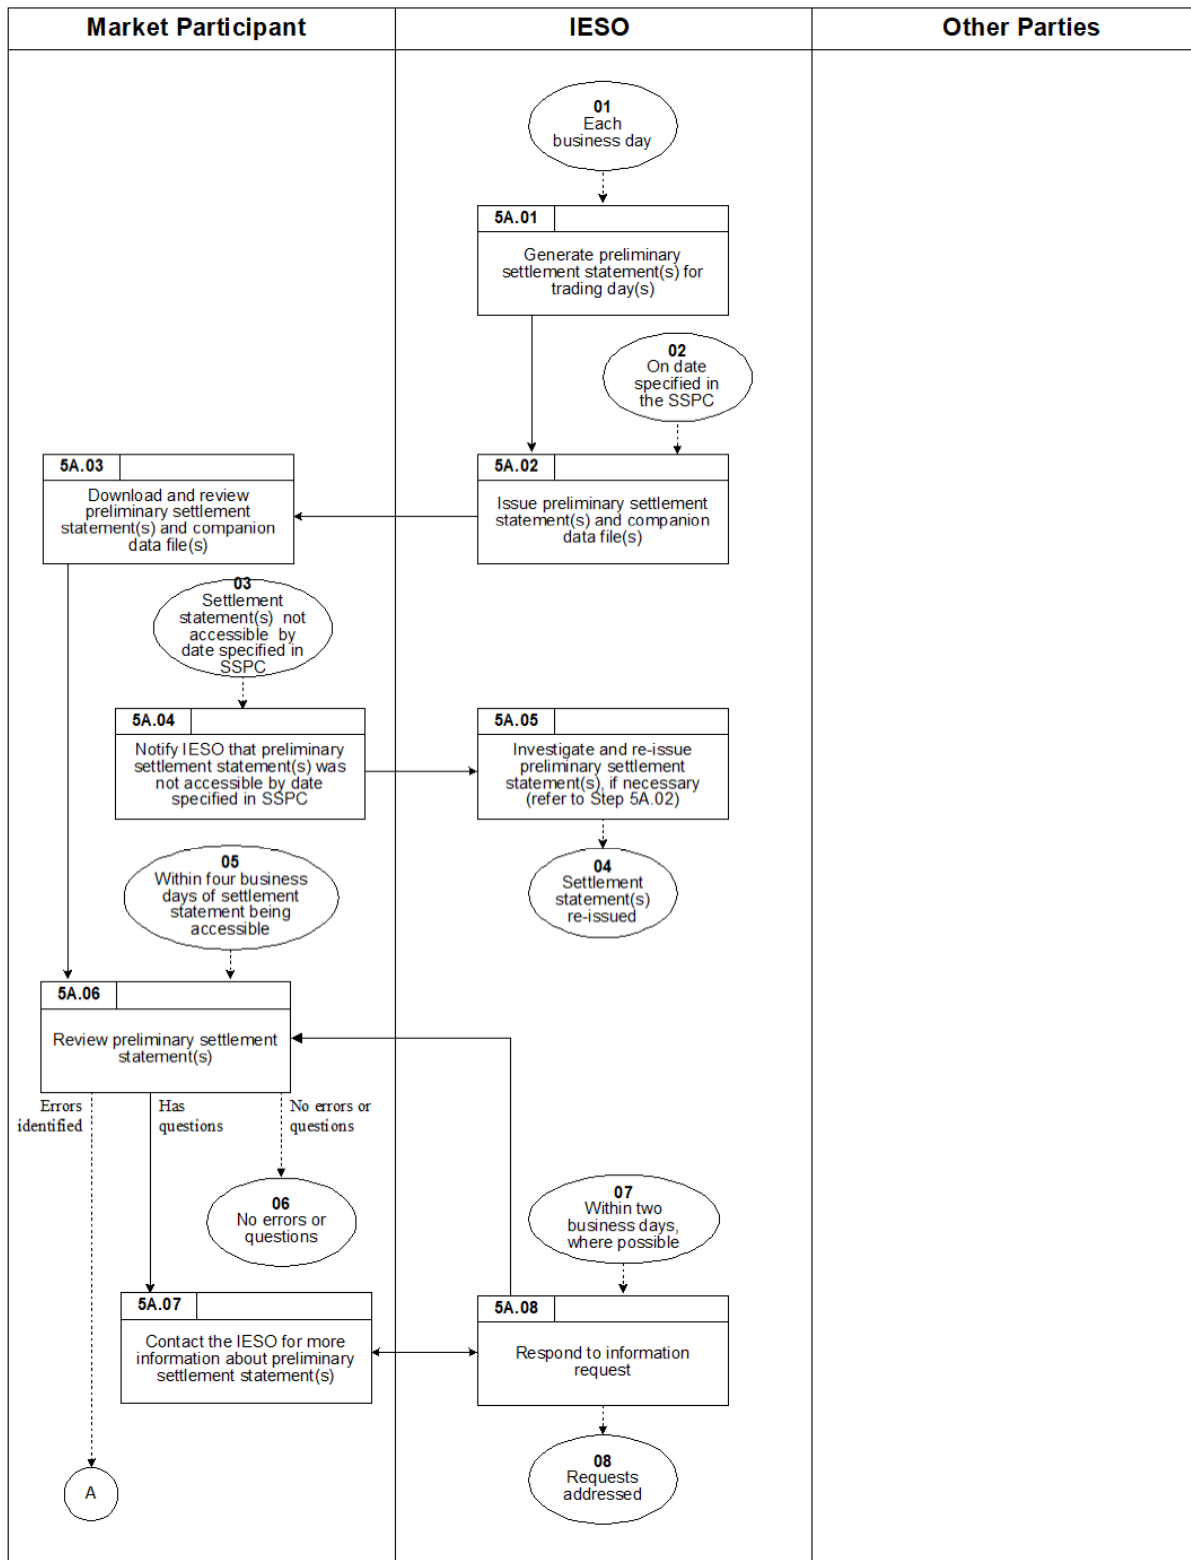 Market Participant
IESO
Other Parties
01
Each
business day
5A.01
Generate preliminary
settlement statement(s) for
trading day(s)
02
On date
specified in
the SSPC
5A.03
Download and review
preliminary settlement
statement(s) and companion
data file(s)
5A.02
Issue preliminary settlement
statement(s) and companion
data file(s)
03
Settlement
statement(s) not
accessible by
date specified in
SSPC
5A.04
Notify IESO that preliminary
settlement statement(s) was
not accessible by date
specified in SSPC
5A.05
Investigate and re-issue
preliminary settlement
statement(s), if necessary
(refer to Step 5A.02)
05
Within four business
days of settlement
statement being
accessible
04
Settlement
statement(s)
re-issued
5A.06
Review preliminary settlement
statement(s)
Errors
identified
Has
questions
No errors or
questions
06
No errors or
questions
07
Within two
business days,
where possible
5A.07
Contact the IESO for more
information about preliminary
settlement statement(s)
5A.08
Respond to information
request
A
08
Requests
addressed